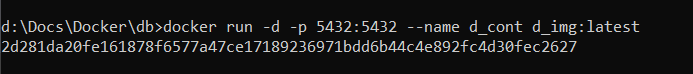 d:\Docs\Docker\db>docker run -d -p 5432:5432 --name d_cont d_img:latest
2d281da20fe161878f6577a47ce17189236971bdd6b44c4e892fc4d30fec2627